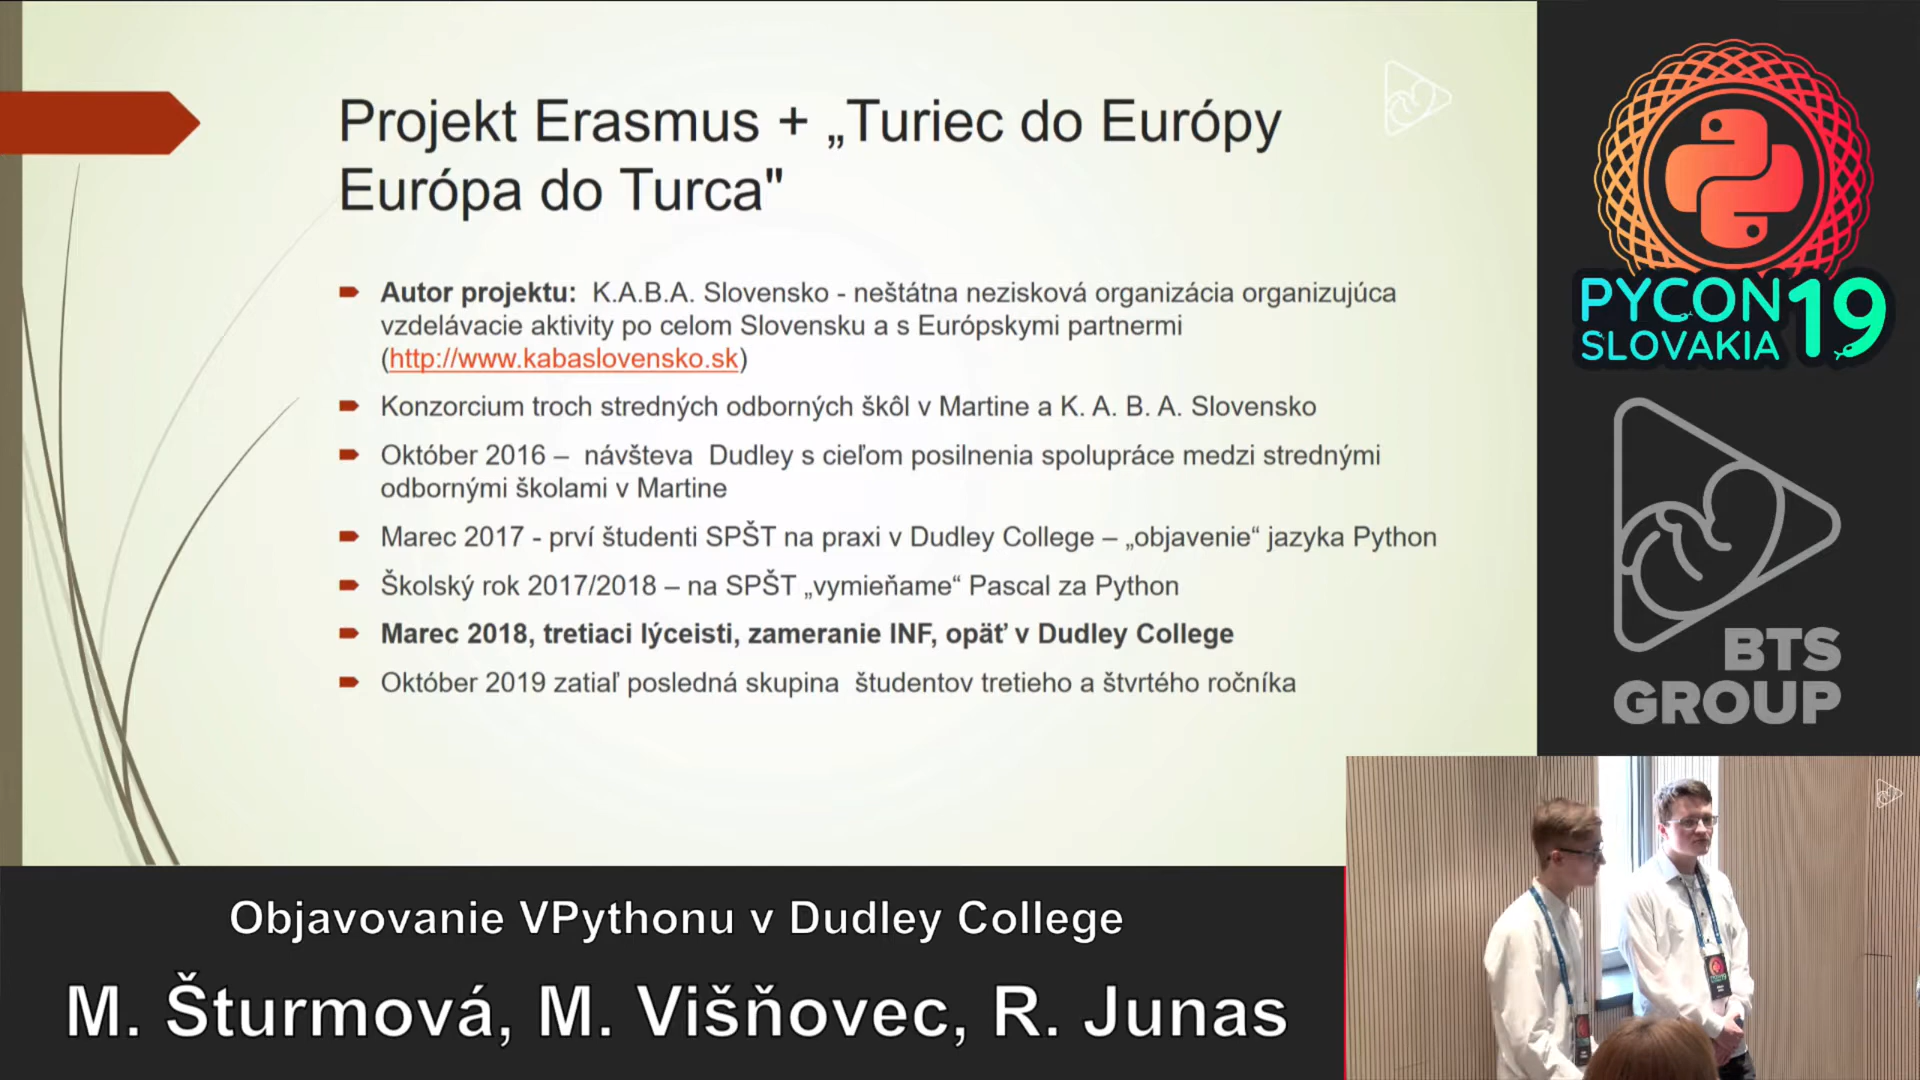 Projekt Erasmus + „Turiec do Európy
Európa do Turca"
Autor projektu: K.A.B.A. Slovensko - neštátna nezisková organizácia organizujúca
vzdelávacie aktivity po celom Slovensku a s Európskymi partnermi
(http://www.kabaslovensko.sk)
Konzorcium troch stredných odborných škôl v Martine a K. A. B. A. Slovensko
Október 2016 – návšteva Dudley s cieľom posilnenia spolupráce medzi strednými
odbornými školami v Martine
Marec 2017 - prví študenti SPŠT na praxi v Dudley College – „objavenie“ jazyka Python
Školský rok 2017/2018 – na SPŠT „vymieňame“ Pascal za Python
Marec 2018, tretiaci lýceisti, zameranie INF, opäť v Dudley College
Október 2019 zatiaľ posledná skupina študentov tretieho a štvrtého ročníka
PYCON 19
SLOVAKIA
BTS
GROUP
Objavovanie VPythonu v Dudley College
M. Šturmová, M. Višňovec, R. Junas